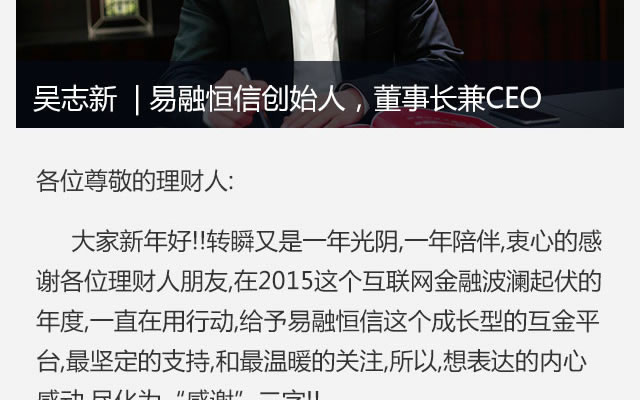 吴志新 | 易融恒信创始人，董事长兼CEO
各位尊敬的理财人:
大家新年好!!转瞬又是一年光阴,一年陪伴,衷心的感
谢各位理财人朋友,在2015这个互联网金融波澜起伏的
年度,一直在用行动,给予易融恒信这个成长型的互金平
台,最坚定的支持,和最温暖的关注,所以,想表达的内心
感动,尽化为“感谢”二字!!